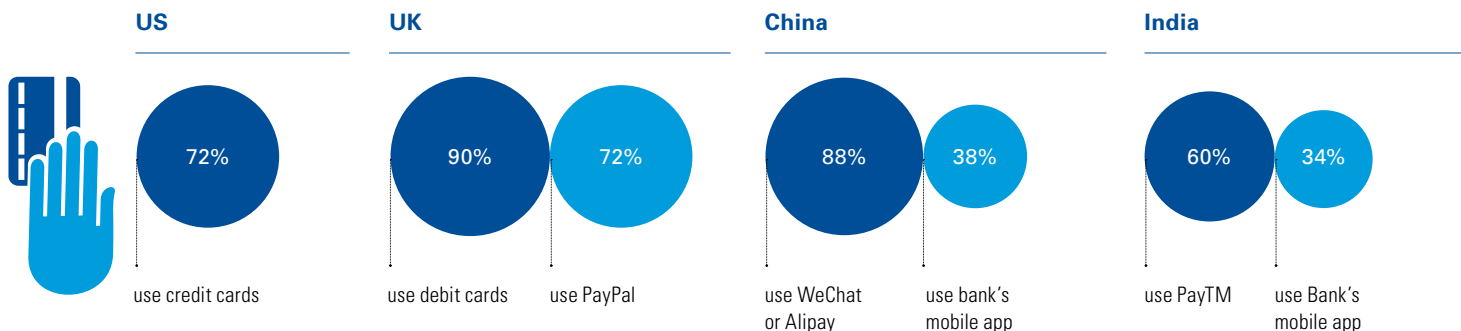 US
UK
China
India
72%
90%
72%
88%
38%
60%
34%
use credit cards
use debit cards
use PayPal
use WeChat
or Alipay
use bank’s
mobile app
use PayTM
use Bank’s
mobile app